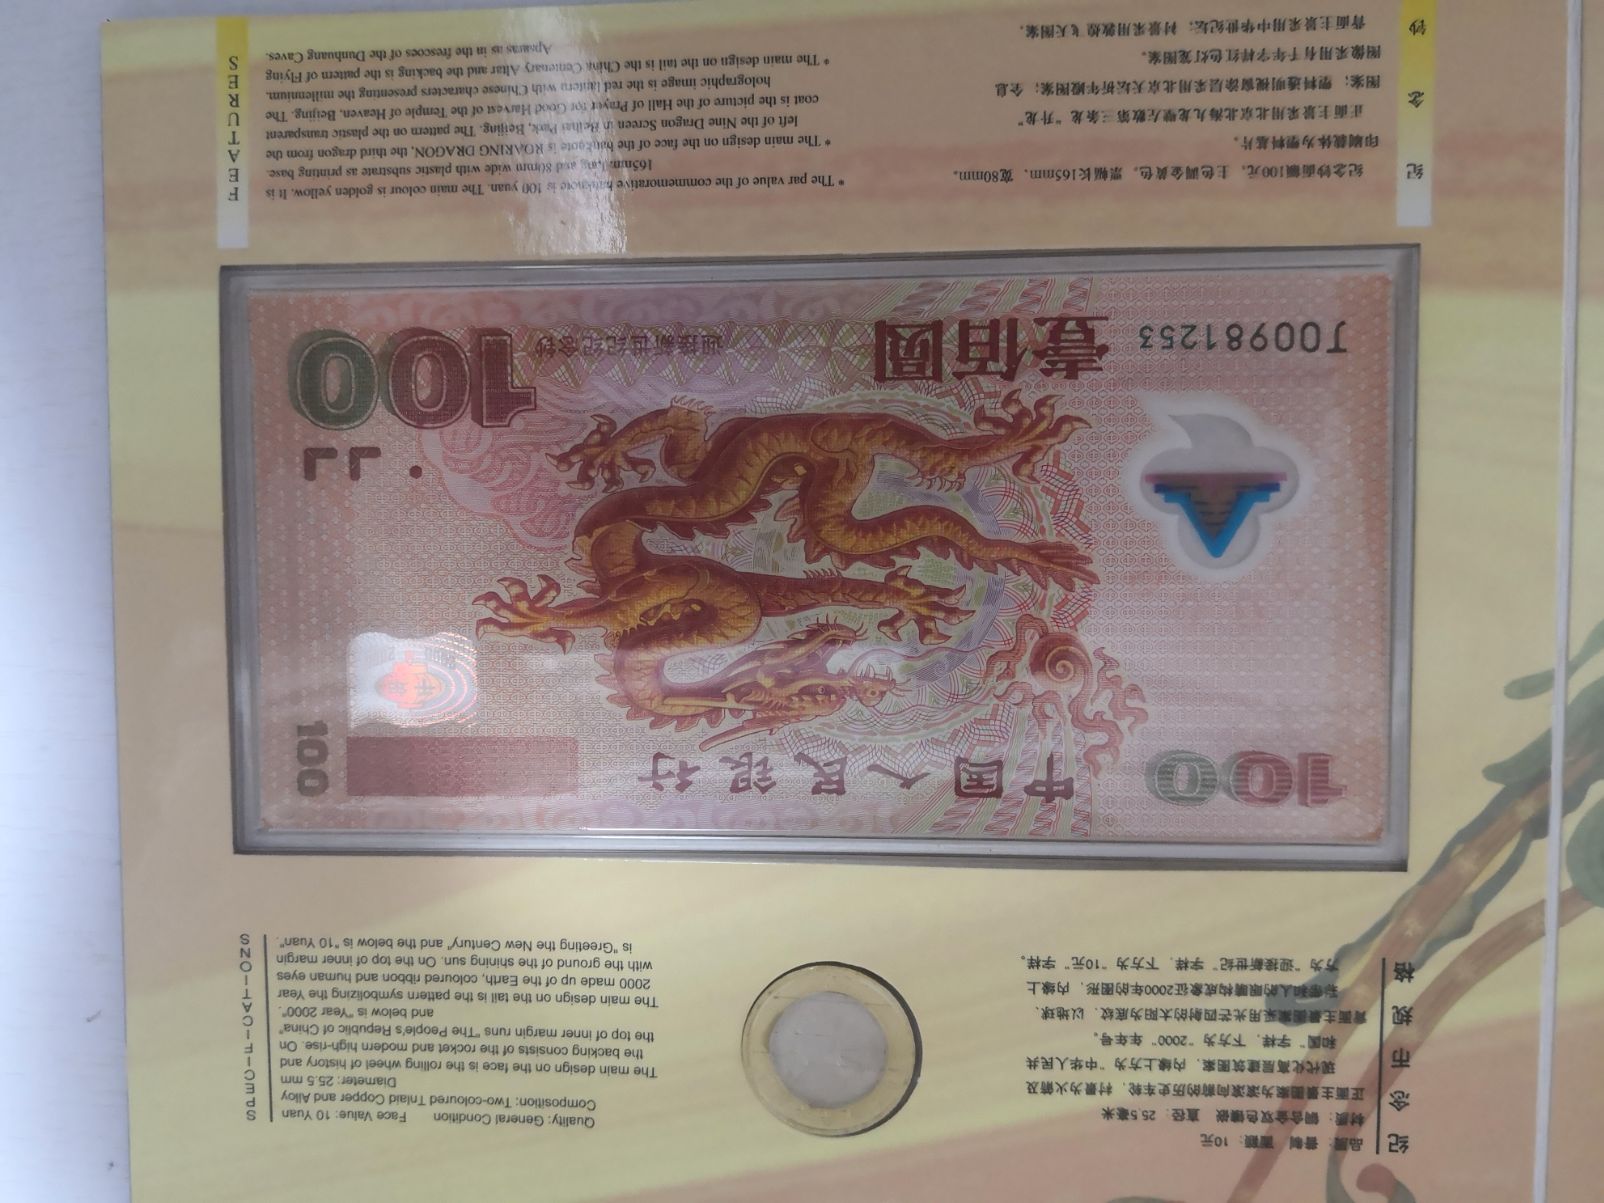 纪念币规格
品质：普制 面额：10元
材质：铜合金双色镶嵌 直径：25.5毫米
正面主景图案为滚滚向前的历史车轮，衬景为火箭及
现代化高层建筑图案，内缘上方为“中华人民共
和国”字样，下方为“2000”年年号。
背面主景图案采用光芒四射的太阳为底纹，以地球、
彩带和人的眼睛构成象征2000年的图形，内缘上
方为“迎接新世纪”字样，下方为“10元”字样。
SPECIFICATIONS
Quality: General Condition Face Value: 10 Yuan
Composition: Two-coloured Tnlaid Copper and Alloy
Diameter: 25.5 mm
The main design on the face is the rolling wheel of history and
the backing consists of the rocket and modern high-rise. On
the top of inner margin runs "The People's Republic of China"
and below is "Year 2000".
The main design on the tail is the pattern symbolizing the Year
2000 made up of the Earth, coloured ribbon and human eyes
with the ground of the shining sun. On the top of inner margin
is "Greeting the New Century" and the below is "10 Yuan".
100
中国人民银行
100
J00981253
壹佰圆
迎接新世纪纪念钞
100
纪念钞
纪念钞面额100元，主色调金黄色，票幅长165mm、宽80mm。
印刷载体为塑料基片。
正面主景采用北京北海九龙壁左数第三条龙“升龙”
图案；塑料透明视窗涂层采用北京天坛祈年殿图案；全息
图像采用有千年字样红色灯笼图案。
背面主景采用中华世纪坛；衬景采用敦煌飞天图案。
FEATURES
* The par value of the commemorative banknote is 100 yuan. The main colour is golden yellow. It is
165mm long and 80mm wide with plastic substrate as printing base.
* The main design on the face of the banknote is ROARING DRAGON, the third dragon from the
left of the Nine Dragon Screen in Beihai Park, Beijing. The pattern on the plastic transparent
coat is the picture of the Hall of Prayer for Good Harvest of the Temple of Heaven, Beijing. The
holographic image is the red lantern with Chinese characters presenting the millennium.
* The main design on the tail is the China Centenary Altar and the backing is the pattern of Flying
Apsaras as in the frescoes of the Dunhuang Caves.